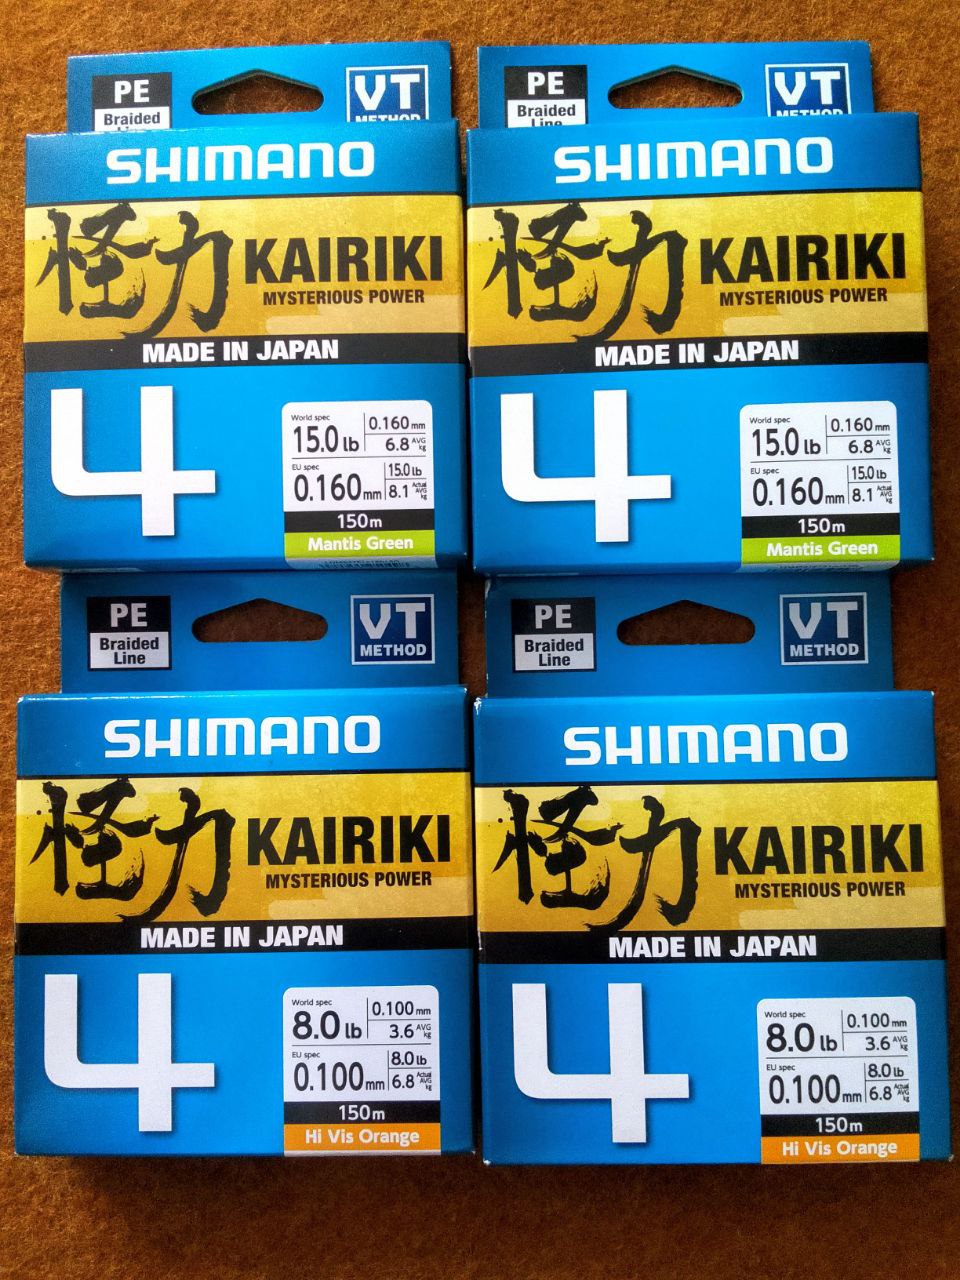 PE
Braided
Line
VT
METHOD
SHIMANO
怪力 KAIRIKI
MYSTERIOUS POWER
MADE IN JAPAN
4
World spec
15.0 lb
0.160 mm
6.8 AVG kg
EU spec
0.160 mm
15.0 lb
8.1 Actual AVG kg
150m
Mantis Green
PE
Braided
Line
VT
METHOD
SHIMANO
怪力 KAIRIKI
MYSTERIOUS POWER
MADE IN JAPAN
4
World spec
15.0 lb
0.160 mm
6.8 AVG kg
EU spec
0.160 mm
15.0 lb
8.1 Actual AVG kg
150m
Mantis Green
PE
Braided
Line
VT
METHOD
SHIMANO
怪力 KAIRIKI
MYSTERIOUS POWER
MADE IN JAPAN
4
World spec
8.0 lb
0.100 mm
3.6 AVG kg
EU spec
0.100 mm
8.0 lb
6.8 Actual AVG kg
150m
Hi Vis Orange
PE
Braided
Line
VT
METHOD
SHIMANO
怪力 KAIRIKI
MYSTERIOUS POWER
MADE IN JAPAN
4
World spec
8.0 lb
0.100 mm
3.6 AVG kg
EU spec
0.100 mm
8.0 lb
6.8 Actual AVG kg
150m
Hi Vis Orange